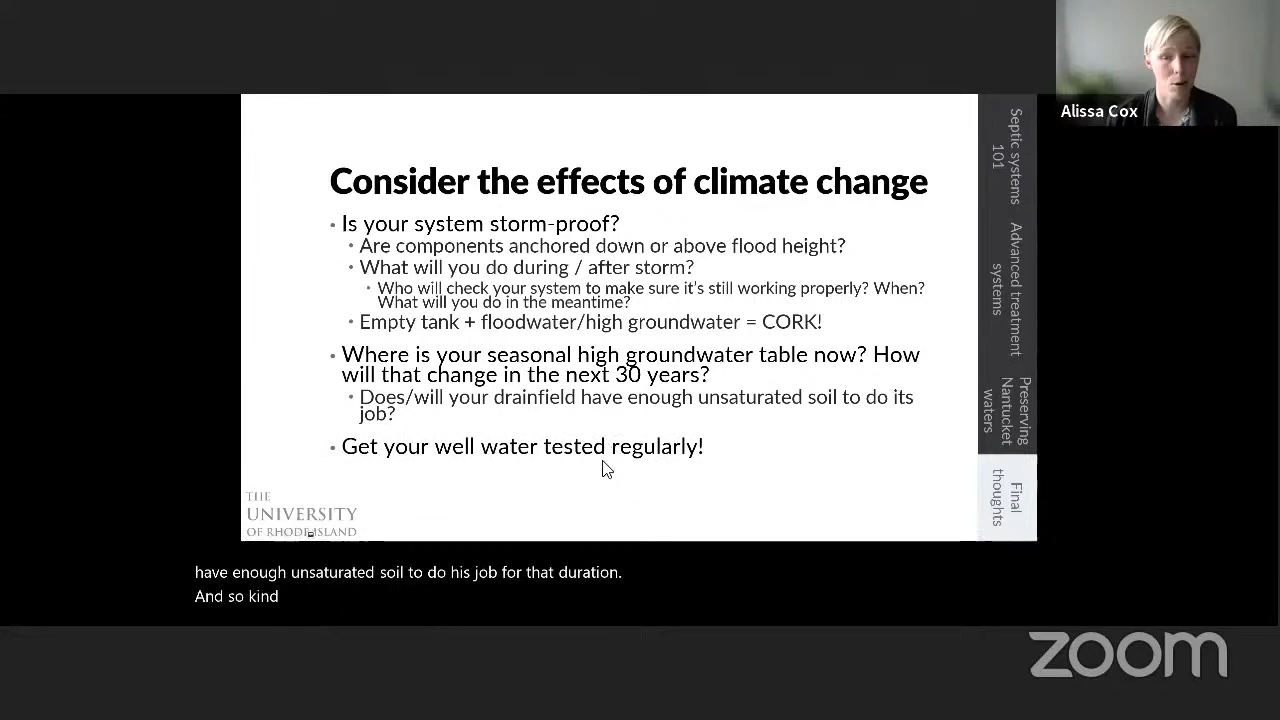 Alissa Cox
Consider the effects of climate change
• Is your system storm-proof?
• Are components anchored down or above flood height?
• What will you do during / after storm?
• Who will check your system to make sure it's still working properly? When?
What will you do in the meantime?
• Empty tank + floodwater/high groundwater = CORK!
• Where is your seasonal high groundwater table now? How
will that change in the next 30 years?
• Does/will your drainfield have enough unsaturated soil to do its
job?
• Get your well water tested regularly!
Septic systems
101
Advanced treatment
systems
Preserving
Nantucket
waters
Final
thoughts
THE
UNIVERSITY
OF RHODE ISLAND
have enough unsaturated soil to do his job for that duration.
And so kind
zoom